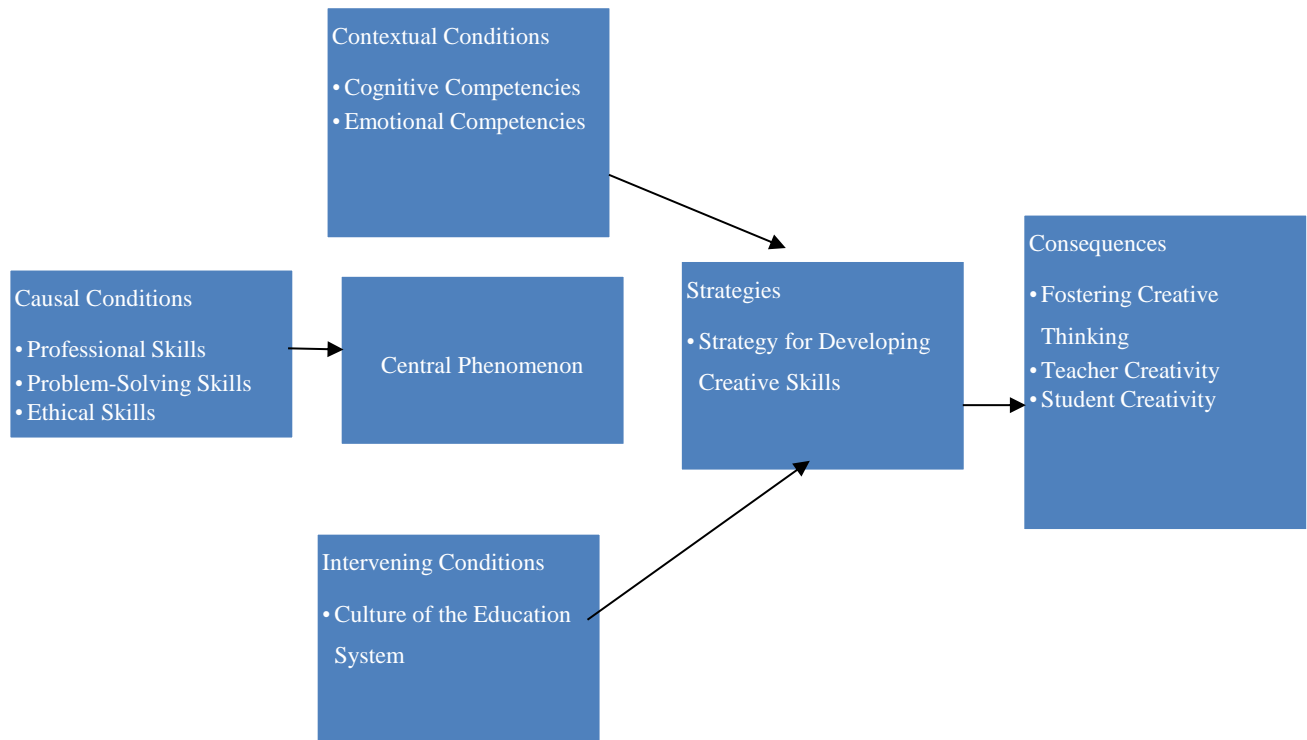 Contextual Conditions
• Cognitive Competencies
• Emotional Competencies
Causal Conditions
• Professional Skills
• Problem-Solving Skills
• Ethical Skills
Central Phenomenon
Strategies
• Strategy for Developing
Creative Skills
Consequences
• Fostering Creative
Thinking
• Teacher Creativity
• Student Creativity
Intervening Conditions
• Culture of the Education
System